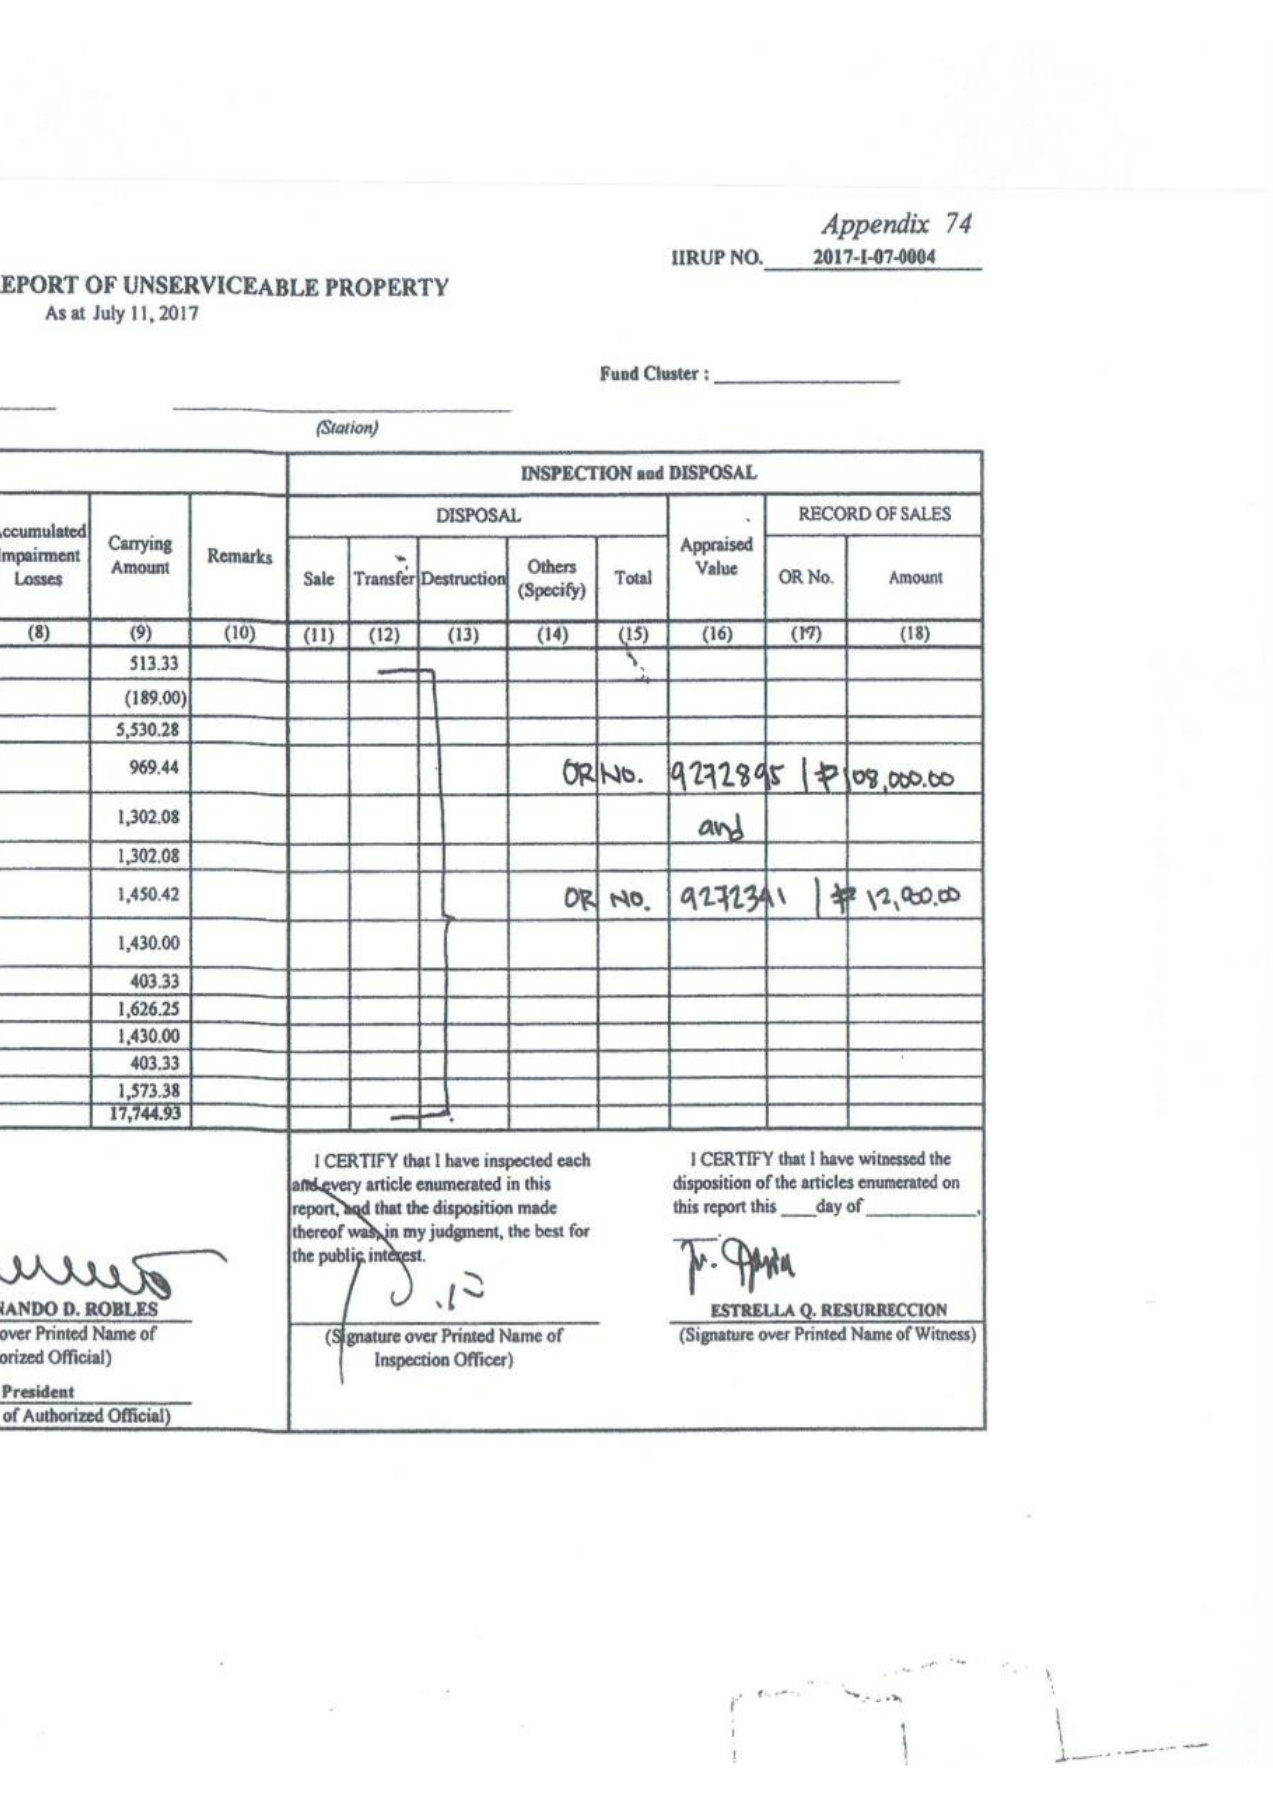 Appendix 74
IIRUP NO. 2017-I-07-0004
EPORT OF UNSERVICEABLE PROPERTY
As at July 11, 2017
Fund Cluster :
(Station)
INSPECTION and DISPOSAL
DISPOSAL
RECORD OF SALES
ccumulated
mpairment
Losses
Carrying
Amount
Remarks
Sale
Transfer
Destruction
Others
(Specify)
Total
Appraised
Value
OR No.
Amount
(8) (9) (10) (11) (12) (13) (14) (15) (16) (17) (18)
513.33
(189.00)
5,530.28
969.44 OR NO. 9272895 | ₱108,000.00
1,302.08 and
1,302.08
1,450.42 OR NO. 9272341 | ₱ 12,000.00
1,430.00
403.33
1,626.25
1,430.00
403.33
1,573.38
17,744.93
I CERTIFY that I have inspected each
and every article enumerated in this
report, and that the disposition made
thereof was, in my judgment, the best for
the public interest.
(Signature over Printed Name of
Inspection Officer)
I CERTIFY that I have witnessed the
disposition of the articles enumerated on
this report this ____day of ____________.
ESTRELLA Q. RESURRECCION
(Signature over Printed Name of Witness)
NANDO D. ROBLES
over Printed Name of
orized Official)
President
of Authorized Official)